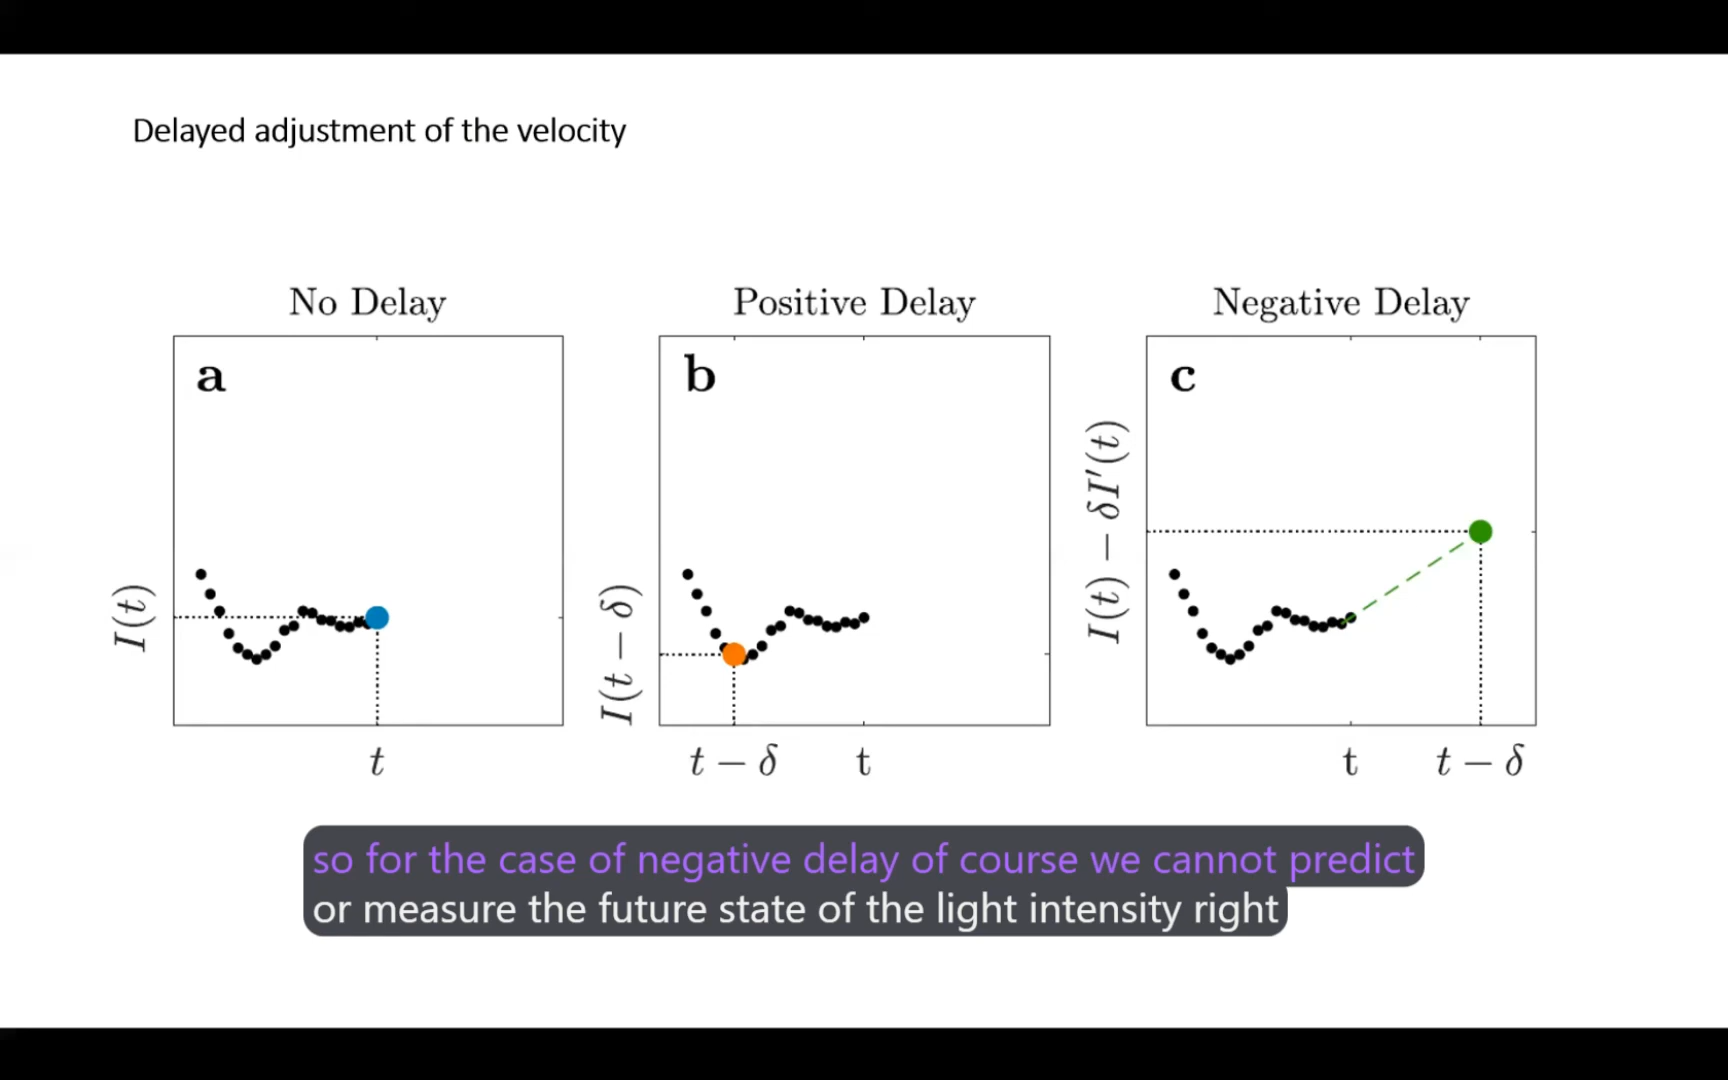 Delayed adjustment of the velocity
No Delay
Positive Delay
Negative Delay
a
b
c
I(t)
I(t − δ)
I(t) − δI′(t)
t
t − δ
t
t
t − δ
so for the case of negative delay of course we cannot predict
or measure the future state of the light intensity right